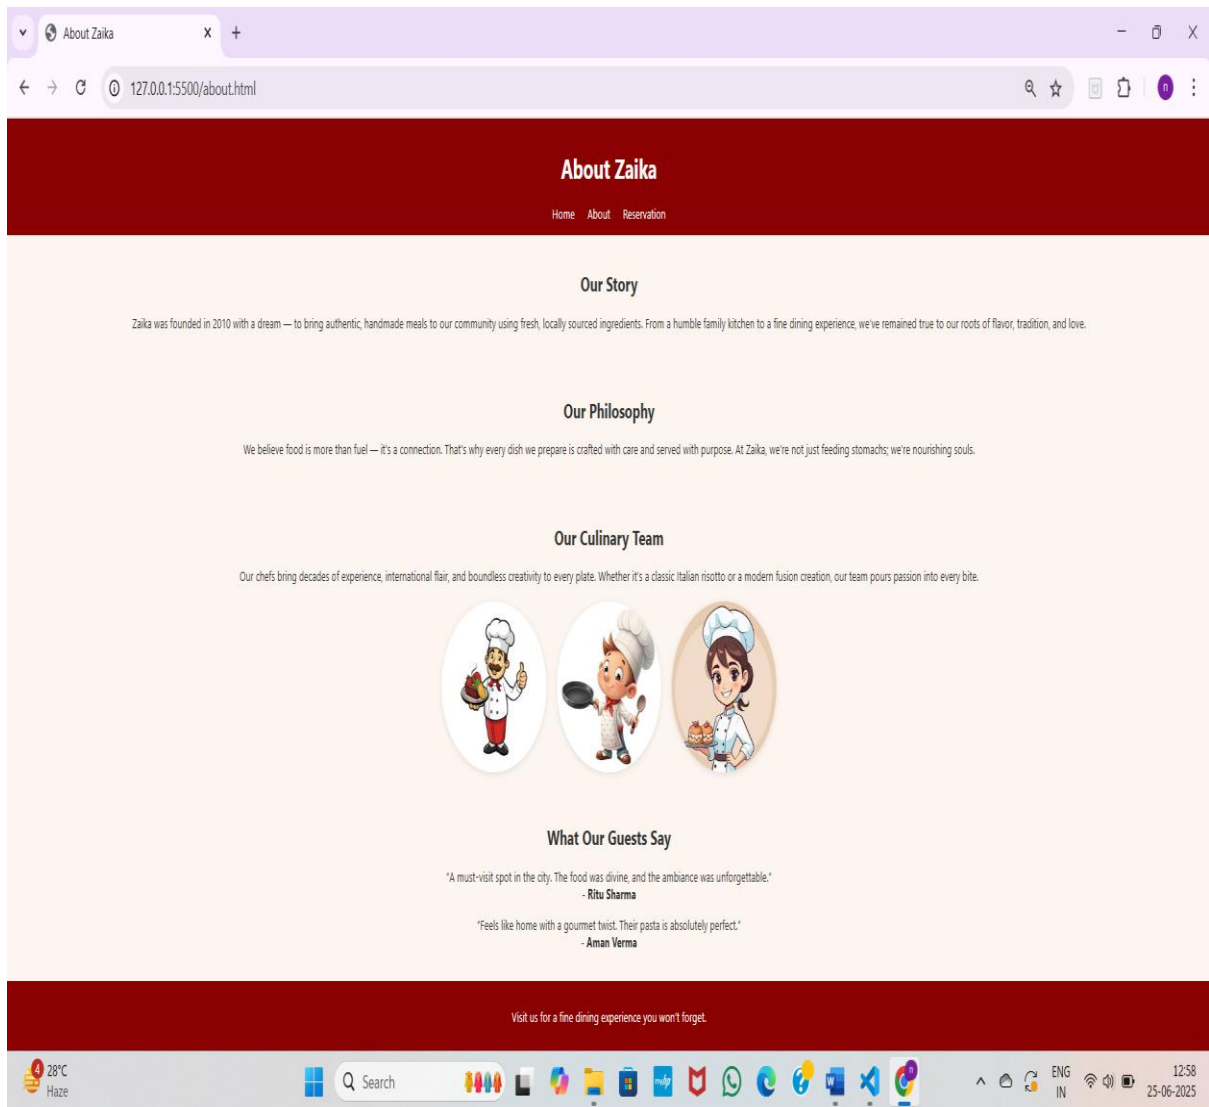 About Zaika
127.0.0.1:5500/about.html
n
About Zaika
Home About Reservation
Our Story
Zaika was founded in 2010 with a dream — to bring authentic, handmade meals to our community using fresh, locally sourced ingredients. From a humble family kitchen to a fine dining experience, we've remained true to our roots of flavor, tradition, and love.
Our Philosophy
We believe food is more than fuel — it's a connection. That's why every dish we prepare is crafted with care and served with purpose. At Zaika, we're not just feeding stomachs; we're nourishing souls.
Our Culinary Team
Our chefs bring decades of experience, international flair, and boundless creativity to every plate. Whether it's a classic Italian risotto or a modern fusion creation, our team pours passion into every bite.
What Our Guests Say
"A must-visit spot in the city. The food was divine, and the ambiance was unforgettable."
- Ritu Sharma
"Feels like home with a gourmet twist. Their pasta is absolutely perfect."
- Aman Verma
Visit us for a fine dining experience you won't forget.
4 28°C
Haze
Search
myhp
ENG
IN
12:58
25-06-2025